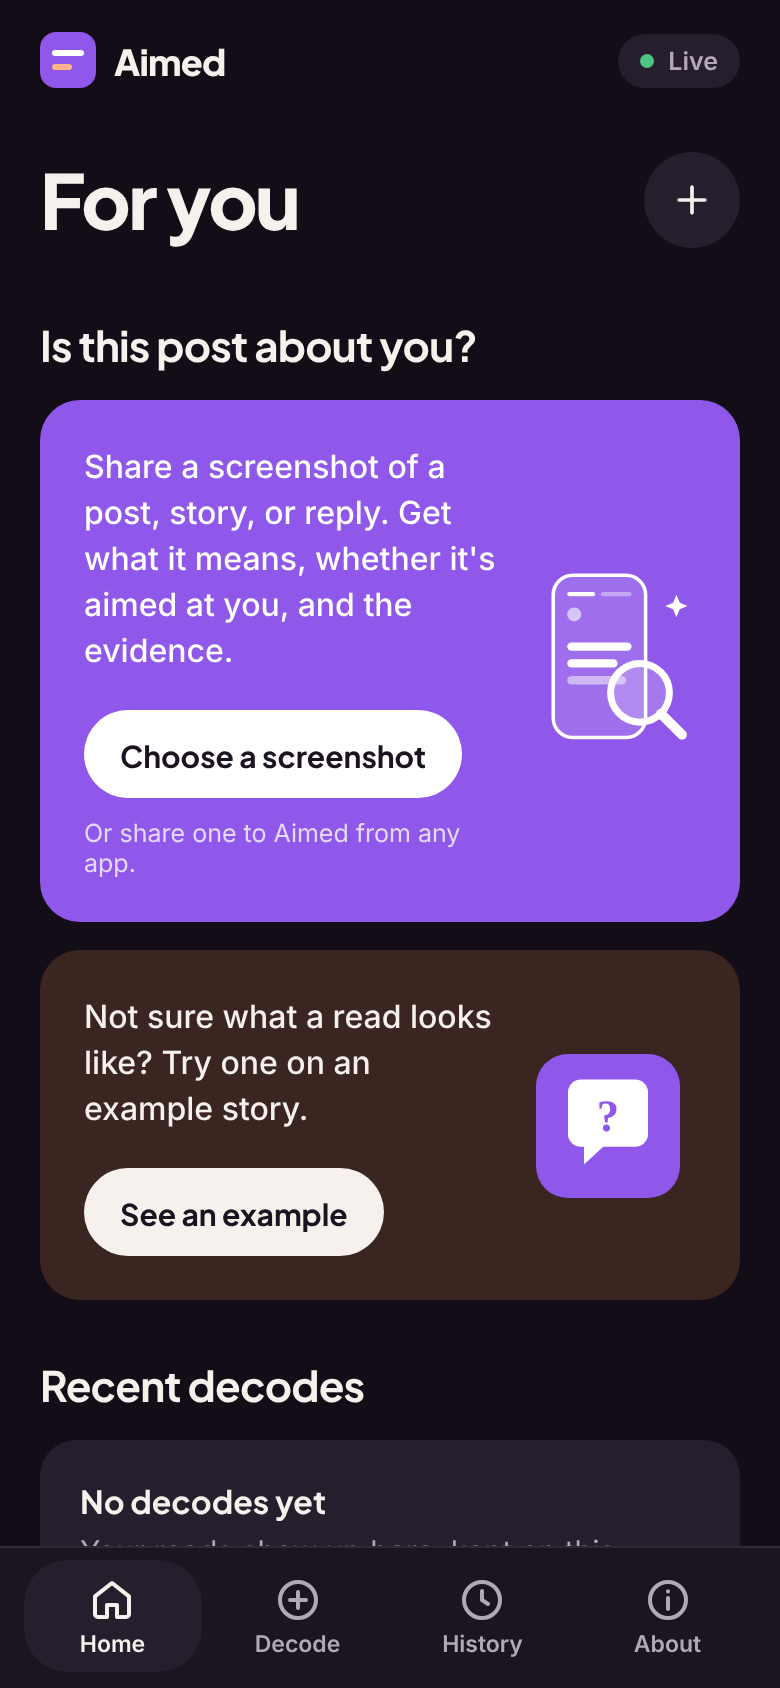 Aimed
Live
For you
Is this post about you?
Share a screenshot of a
post, story, or reply. Get
what it means, whether it's
aimed at you, and the
evidence.
Choose a screenshot
Or share one to Aimed from any
app.
Not sure what a read looks
like? Try one on an
example story.
?
See an example
Recent decodes
No decodes yet
Home
Decode
History
About